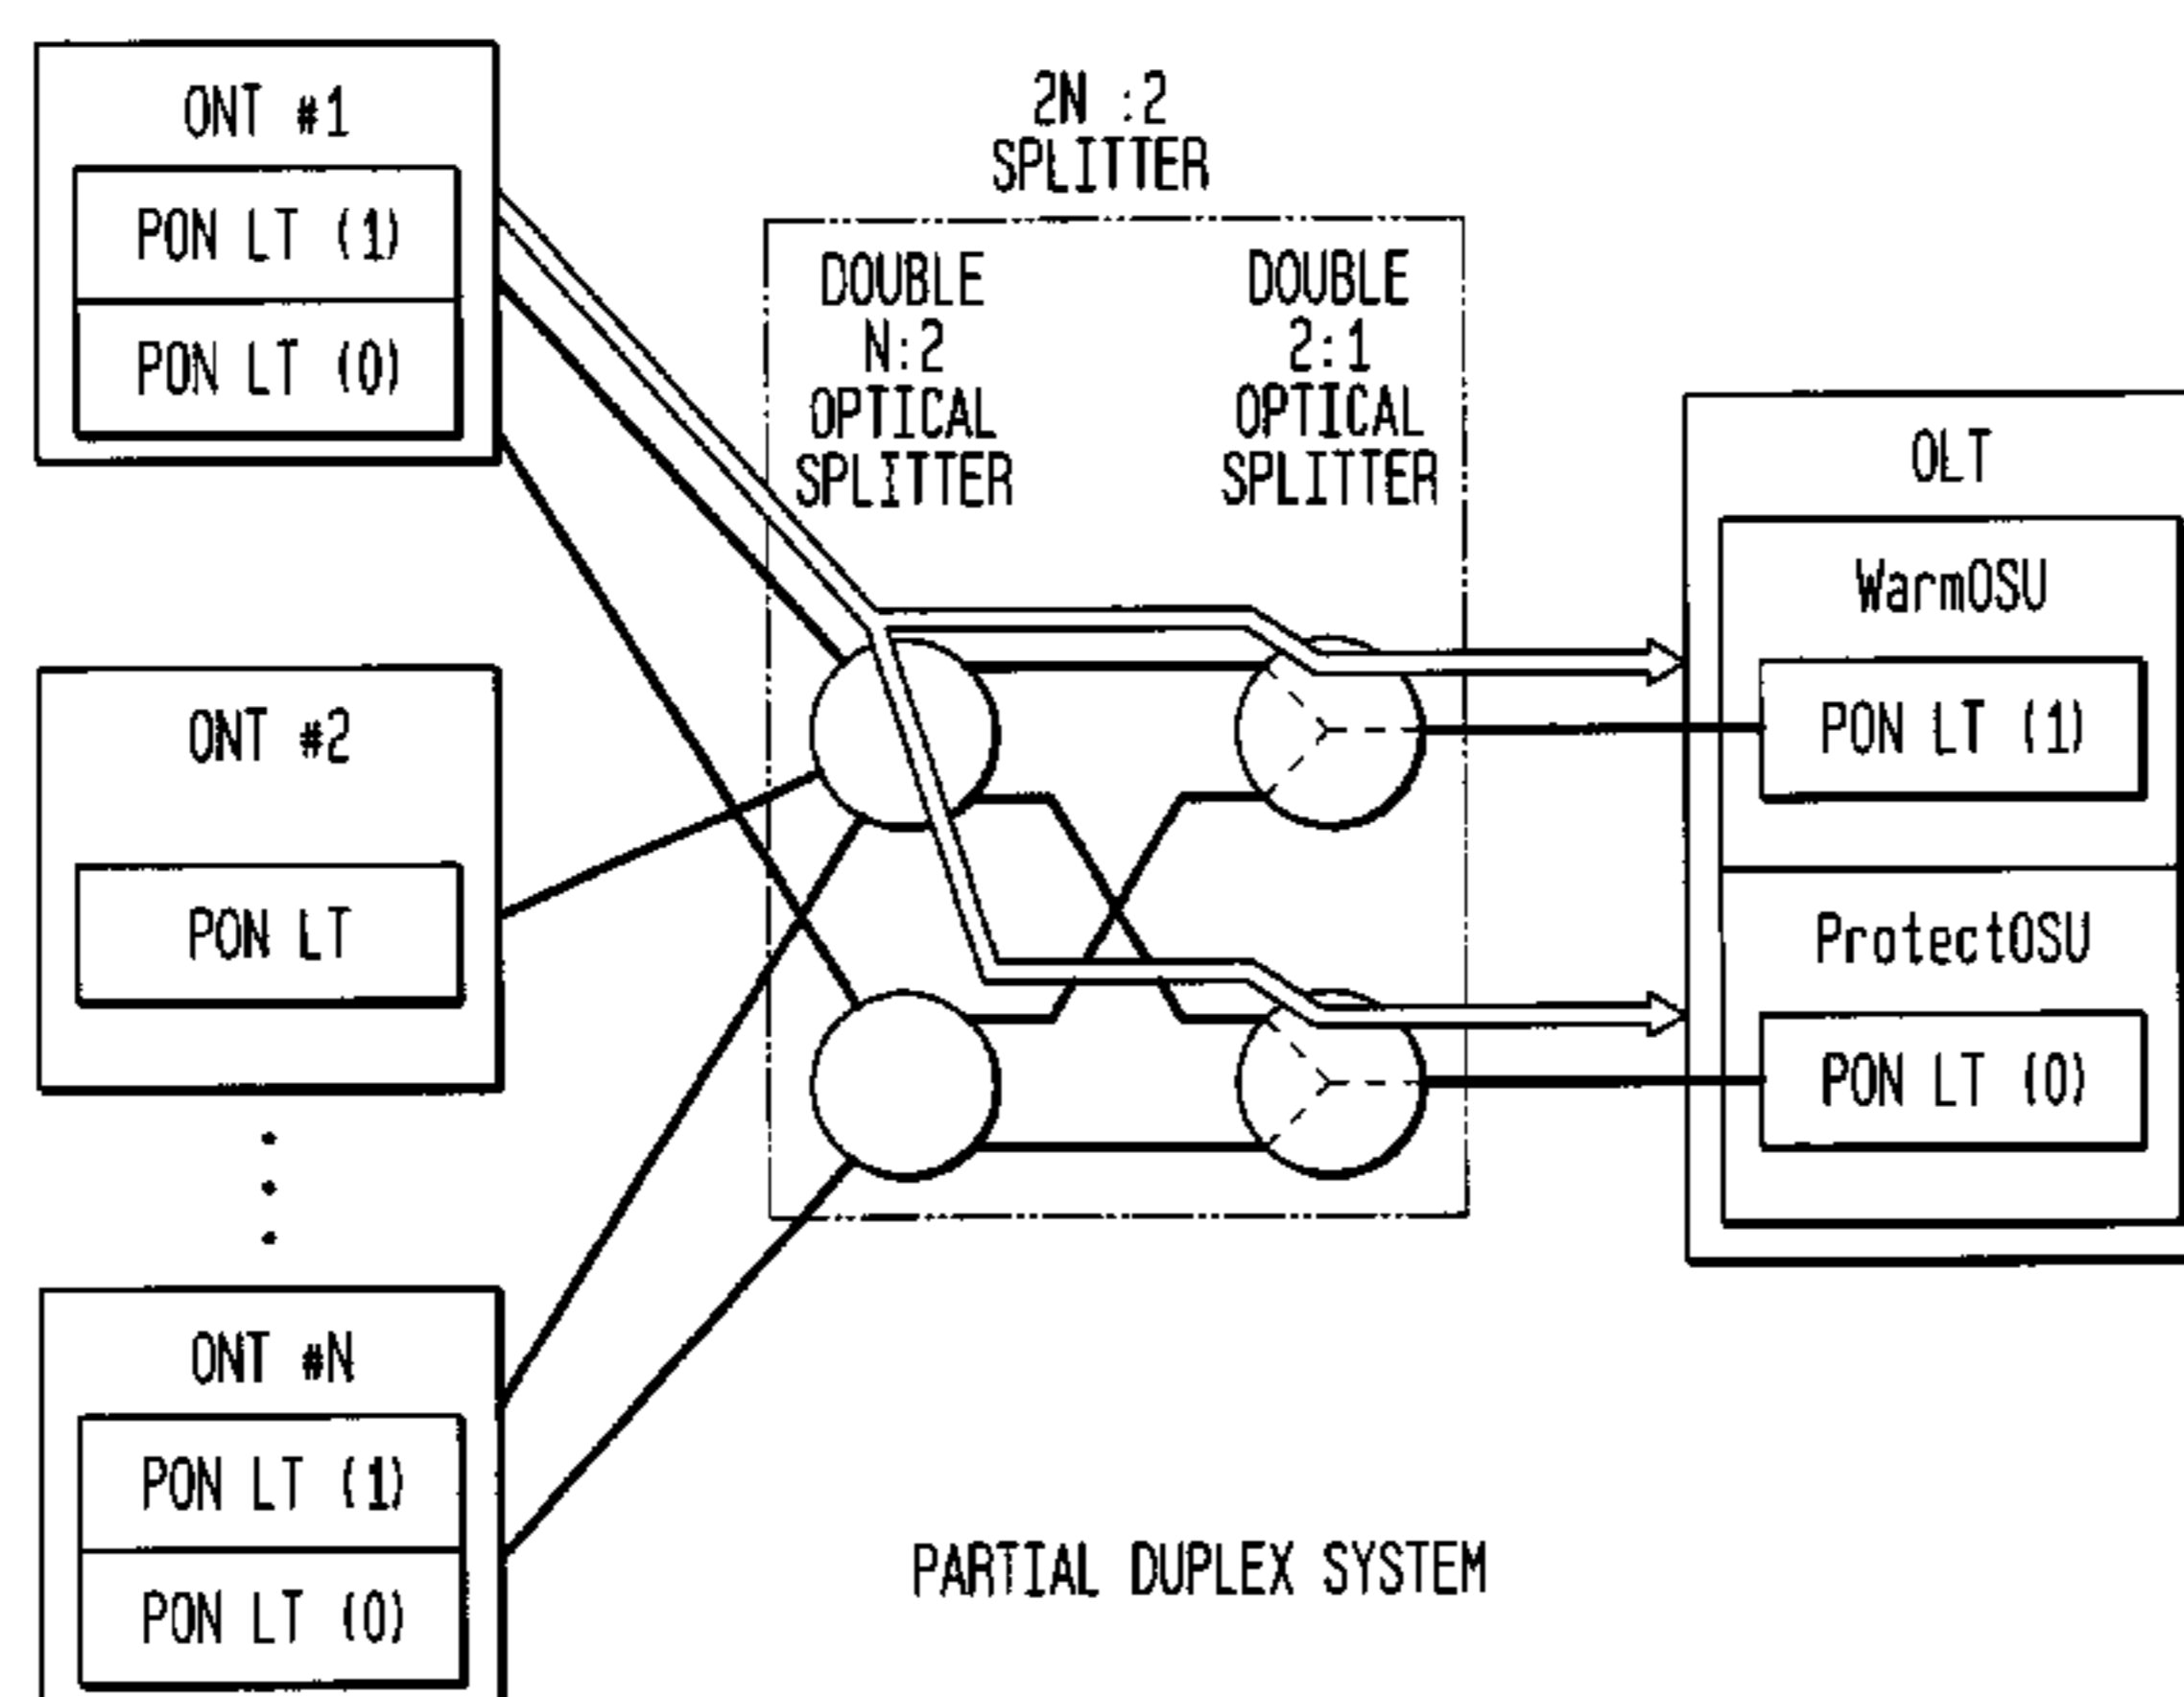 ONT #1
PON LT (1)
PON LT (0)
ONT #2
PON LT
ONT #N
PON LT (1)
PON LT (0)
2N :2
SPLITTER
DOUBLE
N:2
OPTICAL
SPLITTER
DOUBLE
2:1
OPTICAL
SPLITTER
OLT
WarmOSU
PON LT (1)
ProtectOSU
PON LT (0)
PARTIAL DUPLEX SYSTEM